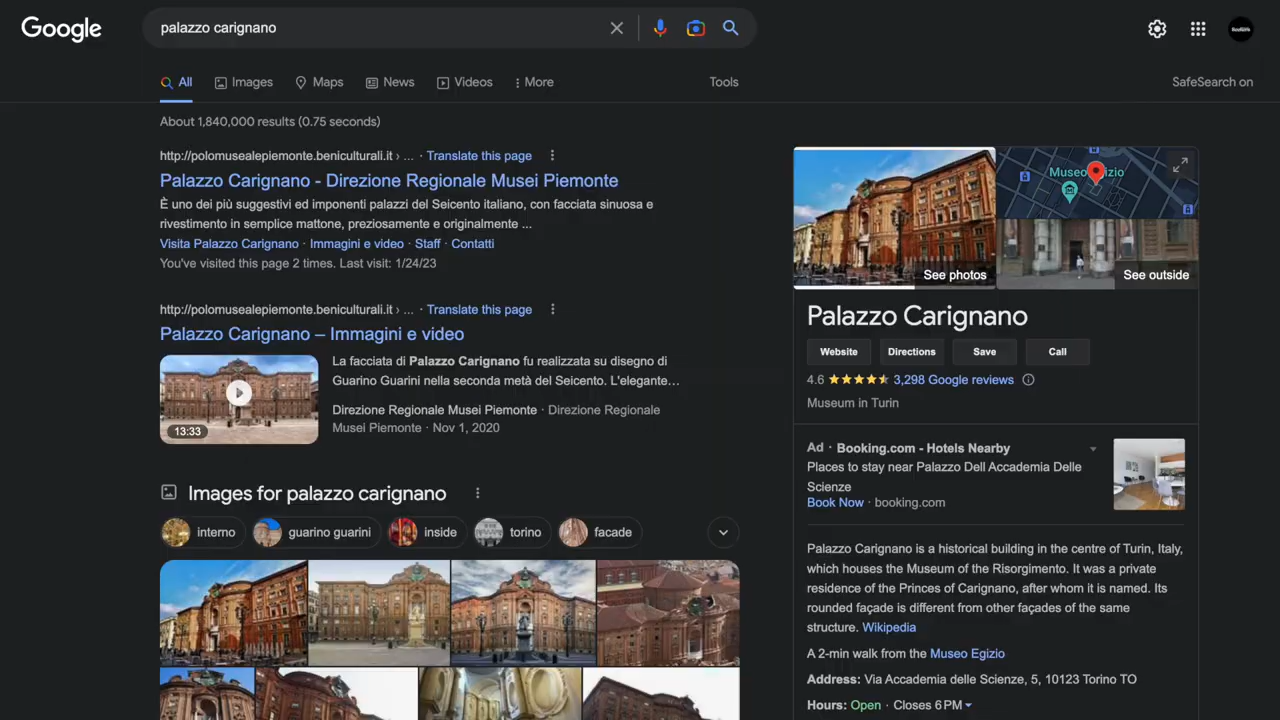 Google
palazzo carignano
All
Images
Maps
News
Videos
More
Tools
SafeSearch on
About 1,840,000 results (0.75 seconds)
http://polomusealepiemonte.beniculturali.it › ... · Translate this page
Palazzo Carignano - Direzione Regionale Musei Piemonte
È uno dei più suggestivi ed imponenti palazzi del Seicento italiano, con facciata sinuosa e
rivestimento in semplice mattone, preziosamente e originalmente ...
Visita Palazzo Carignano · Immagini e video · Staff · Contatti
You've visited this page 2 times. Last visit: 1/24/23
http://polomusealepiemonte.beniculturali.it › ... · Translate this page
Palazzo Carignano – Immagini e video
13:33
La facciata di Palazzo Carignano fu realizzata su disegno di
Guarino Guarini nella seconda metà del Seicento. L'elegante...
Direzione Regionale Musei Piemonte · Direzione Regionale
Musei Piemonte · Nov 1, 2020
Images for palazzo carignano
interno
guarino guarini
inside
torino
facade
See photos
Museo
izio
See outside
Palazzo Carignano
Website
Directions
Save
Call
4.6
3,298 Google reviews
Museum in Turin
Ad · Booking.com - Hotels Nearby
Places to stay near Palazzo Dell Accademia Delle
Scienze
Book Now · booking.com
Palazzo Carignano is a historical building in the centre of Turin, Italy,
which houses the Museum of the Risorgimento. It was a private
residence of the Princes of Carignano, after whom it is named. Its
rounded façade is different from other façades of the same
structure. Wikipedia
A 2-min walk from the Museo Egizio
Address: Via Accademia delle Scienze, 5, 10123 Torino TO
Hours: Open · Closes 6 PM